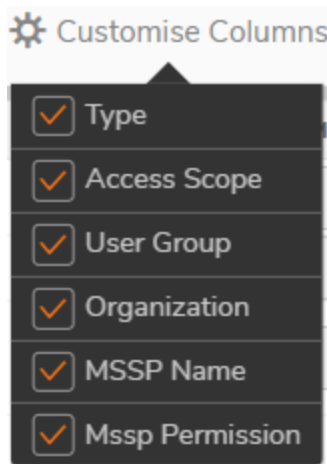 Customise Columns
Type
Access Scope
User Group
Organization
MSSP Name
Mssp Permission